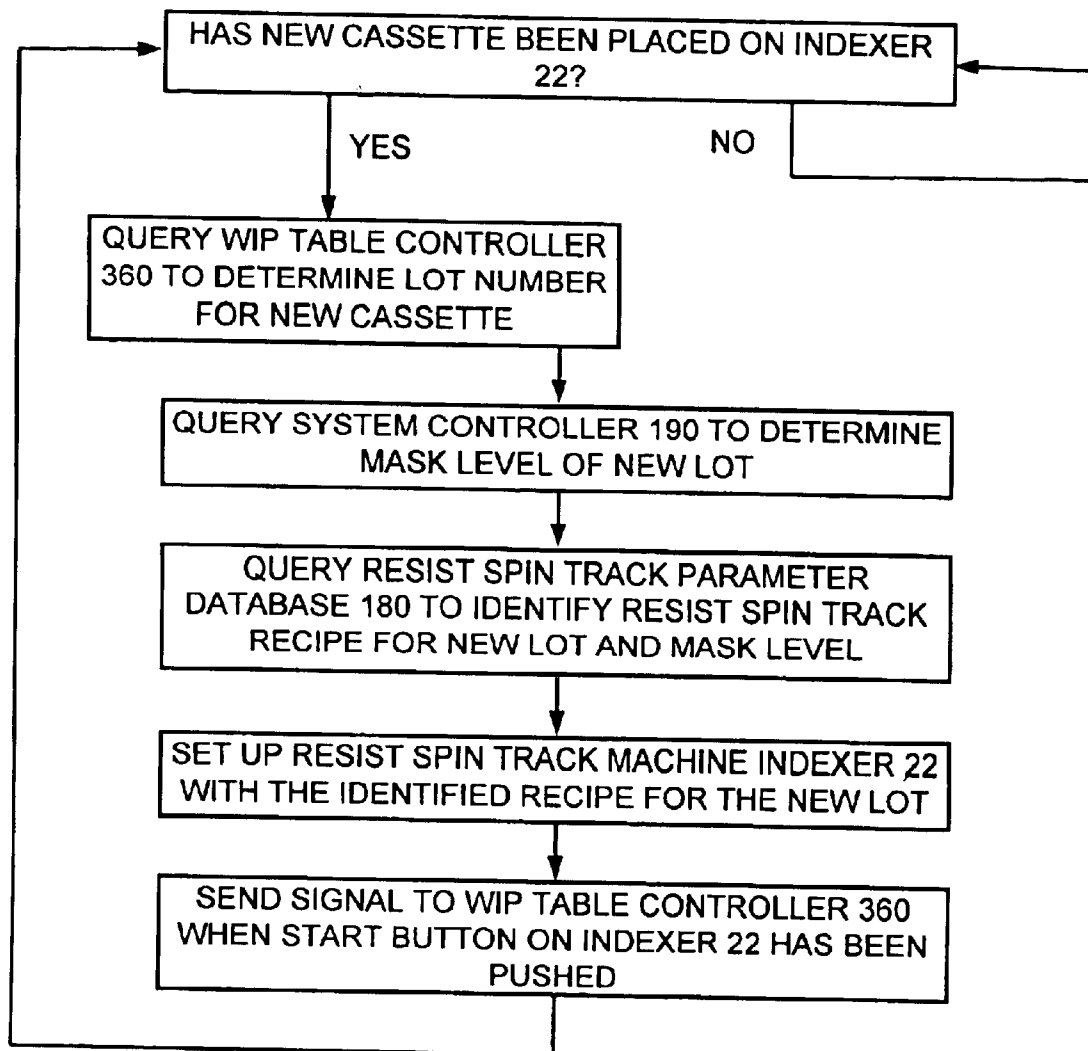 HAS NEW CASSETTE BEEN PLACED ON INDEXER
22?
YES
NO
QUERY WIP TABLE CONTROLLER
360 TO DETERMINE LOT NUMBER
FOR NEW CASSETTE
QUERY SYSTEM CONTROLLER 190 TO DETERMINE
MASK LEVEL OF NEW LOT
QUERY RESIST SPIN TRACK PARAMETER
DATABASE 180 TO IDENTIFY RESIST SPIN TRACK
RECIPE FOR NEW LOT AND MASK LEVEL
SET UP RESIST SPIN TRACK MACHINE INDEXER 22
WITH THE IDENTIFIED RECIPE FOR THE NEW LOT
SEND SIGNAL TO WIP TABLE CONTROLLER 360
WHEN START BUTTON ON INDEXER 22 HAS BEEN
PUSHED